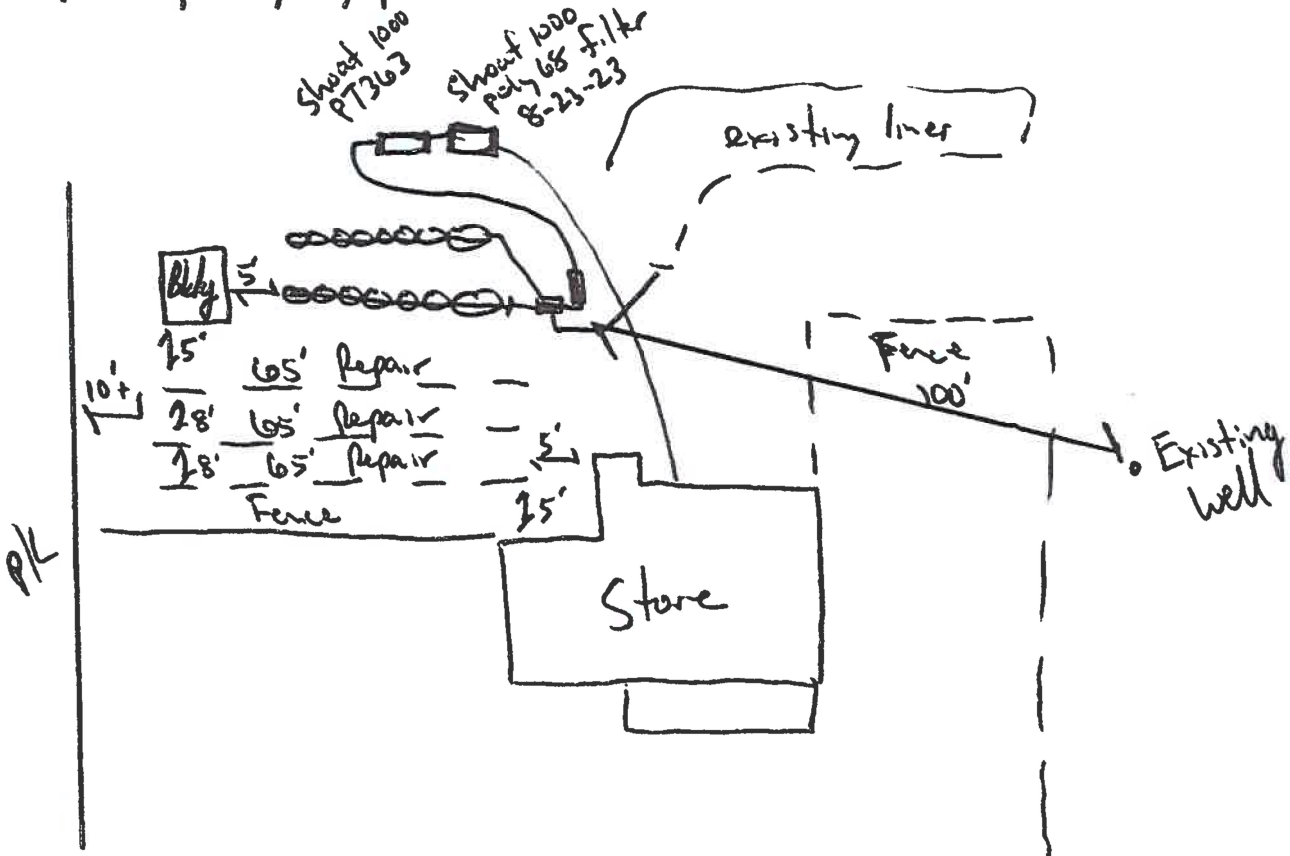 Shoaf 1000
PT363
Shoaf 1000
poly 68 filter
8-23-23
existing lines
Bldg
5'
15'
65' Repair
10'+
28' 65' Repair
28' 65' Repair
5'
Fence
15'
Fence
100'
Existing
Well
P/L
Store